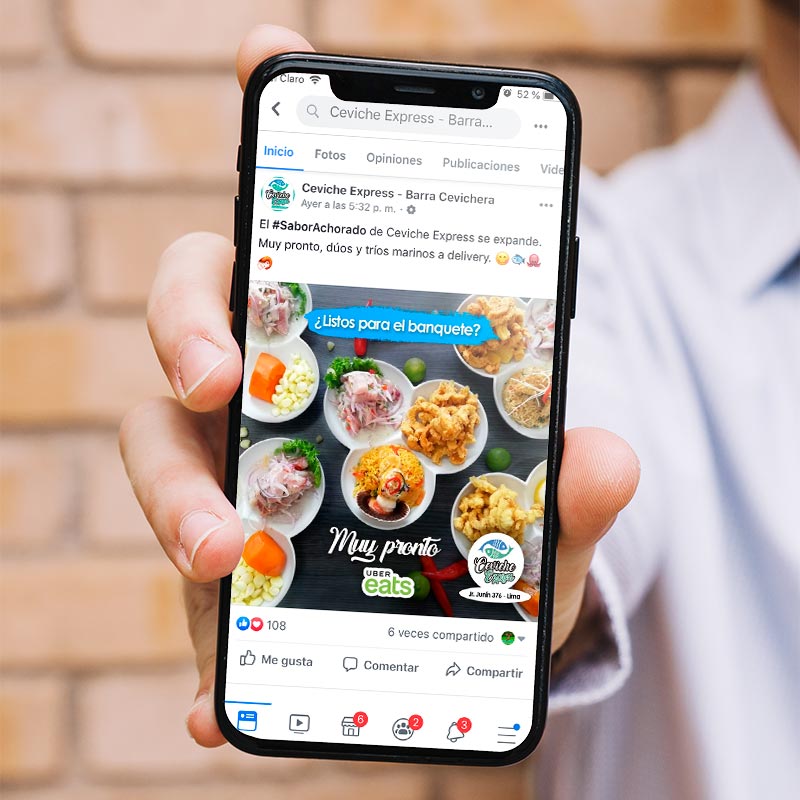 Claro
52 %
Ceviche Express - Barra...
Inicio
Fotos
Opiniones
Publicaciones
Vide
Ceviche Express - Barra Cevichera
Ayer a las 5:32 p. m. ·
El #SaborAchorado de Ceviche Express se expande.
Muy pronto, dúos y tríos marinos a delivery.
¿Listos para el banquete?
Muy pronto
UBER
eats
Ceviche
Express
Jr. Junín 376 - Lima
108
6 veces compartido
Me gusta
Comentar
Compartir
6
2
3